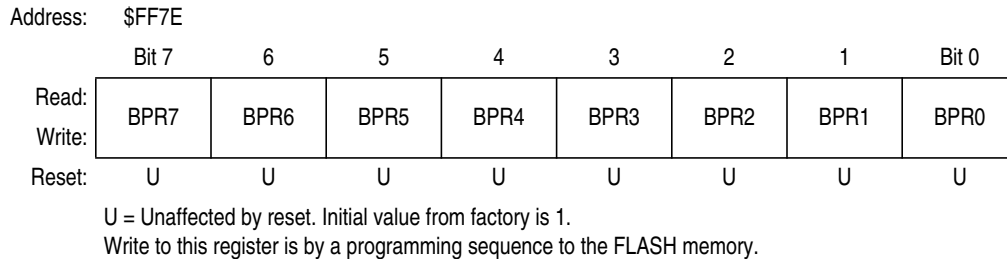 Address: $FF7E
Bit 7 6 5 4 3 2 1 Bit 0
Read:
BPR7 BPR6 BPR5 BPR4 BPR3 BPR2 BPR1 BPR0
Write:
Reset: U U U U U U U U
U = Unaffected by reset. Initial value from factory is 1.
Write to this register is by a programming sequence to the FLASH memory.